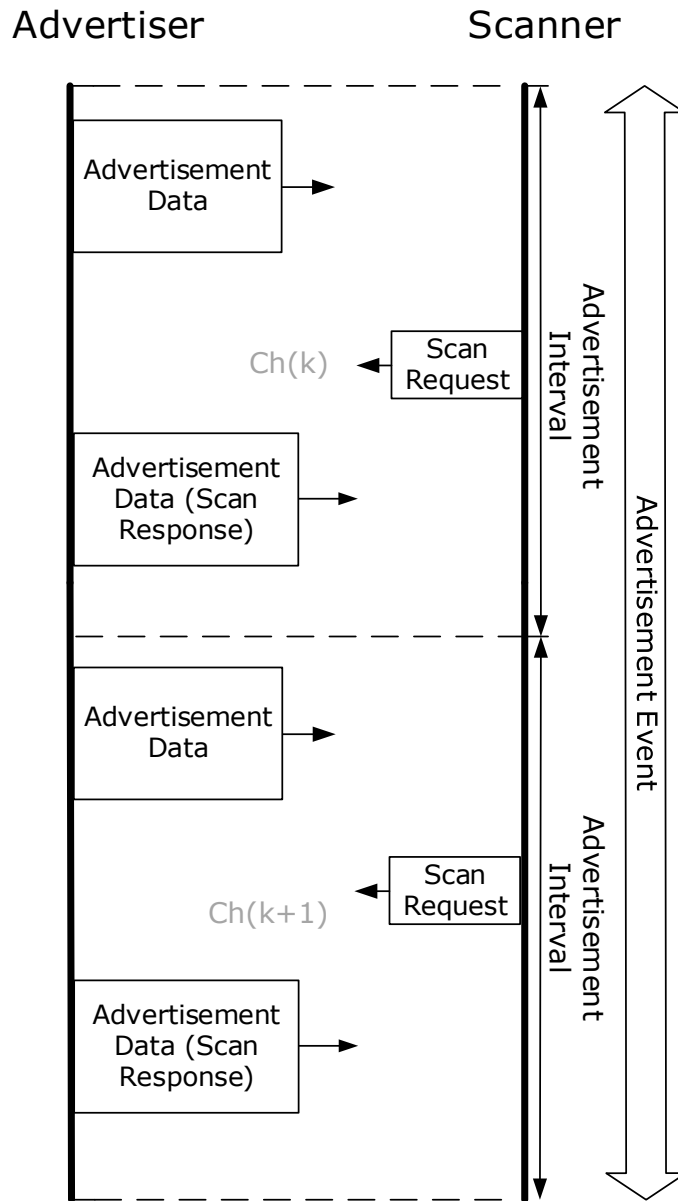 Advertiser
Scanner
Advertisement
Data
Ch(k)
Scan
Request
Advertisement
Data (Scan
Response)
Advertisement
Interval
Advertisement
Data
Ch(k+1)
Scan
Request
Advertisement
Data (Scan
Response)
Advertisement
Interval
Advertisement Event